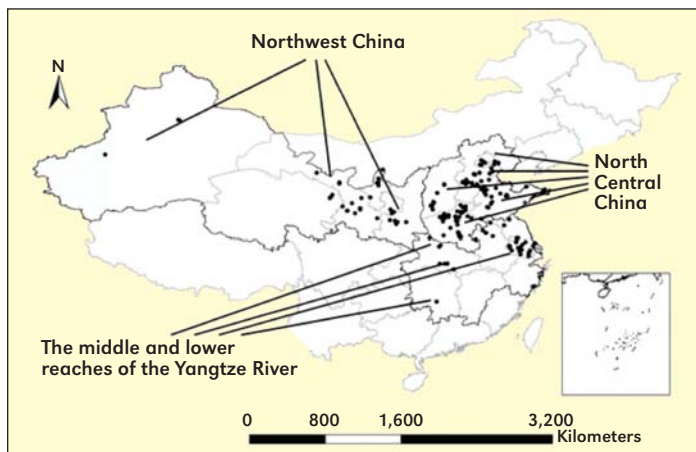 Northwest China
N
North
Central
China
The middle and lower
reaches of the Yangtze River
0 800 1,600 3,200
Kilometers